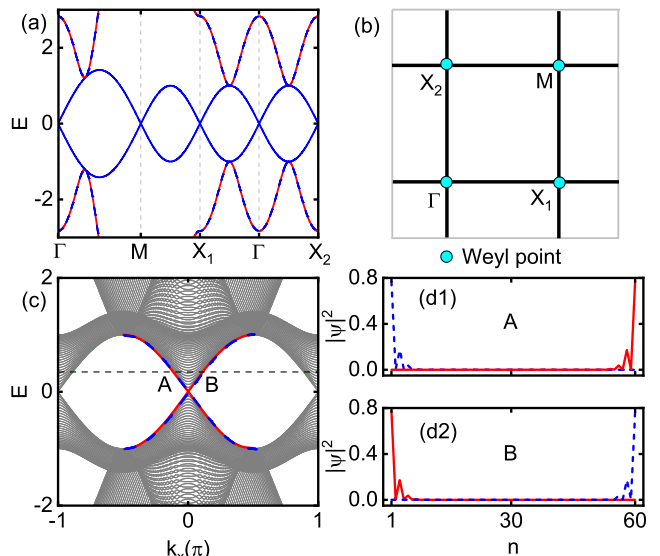 (a)
2
0
-2
E
Γ M X₁ Γ X₂
(b)
X₂ M
Γ X₁
Weyl point
(c)
2
0
-2
E
A B
-1 0 1
kᵧ(π)
(d1)
0.8
0.4
0.0
|ψ|²
A
(d2)
0.8
0.4
0.0
|ψ|²
B
1 30 60
n